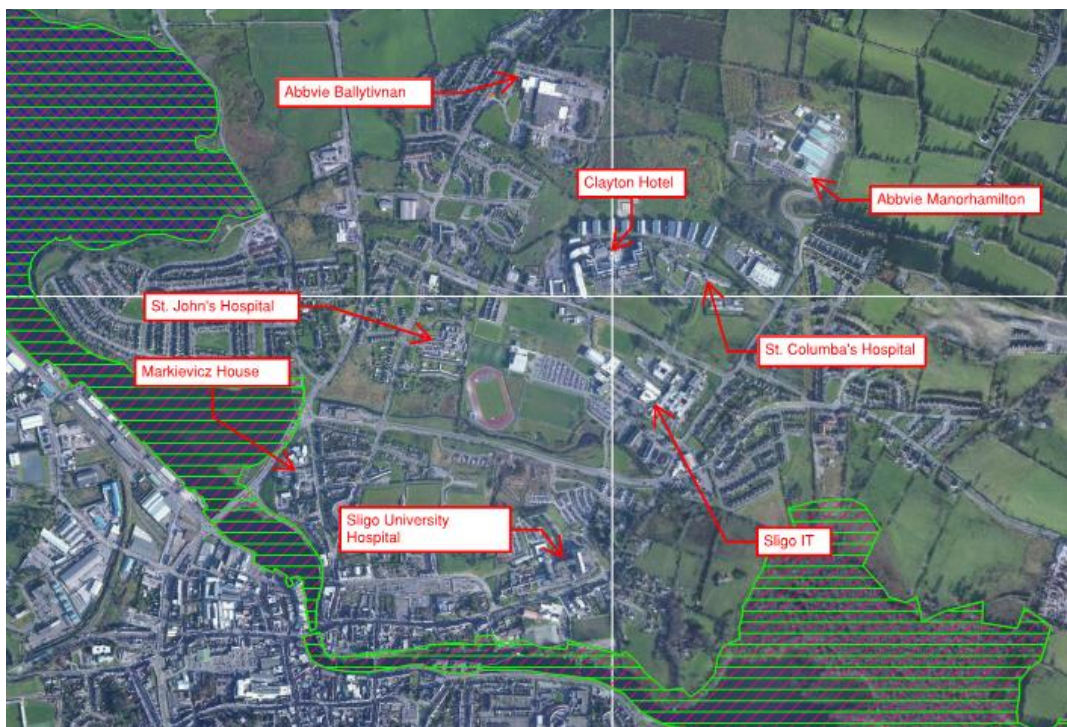 Abbvie Ballytivnan
Clayton Hotel
Abbvie Manorhamilton
St. John's Hospital
St. Columba's Hospital
Markievicz House
Sligo University
Hospital
Sligo IT